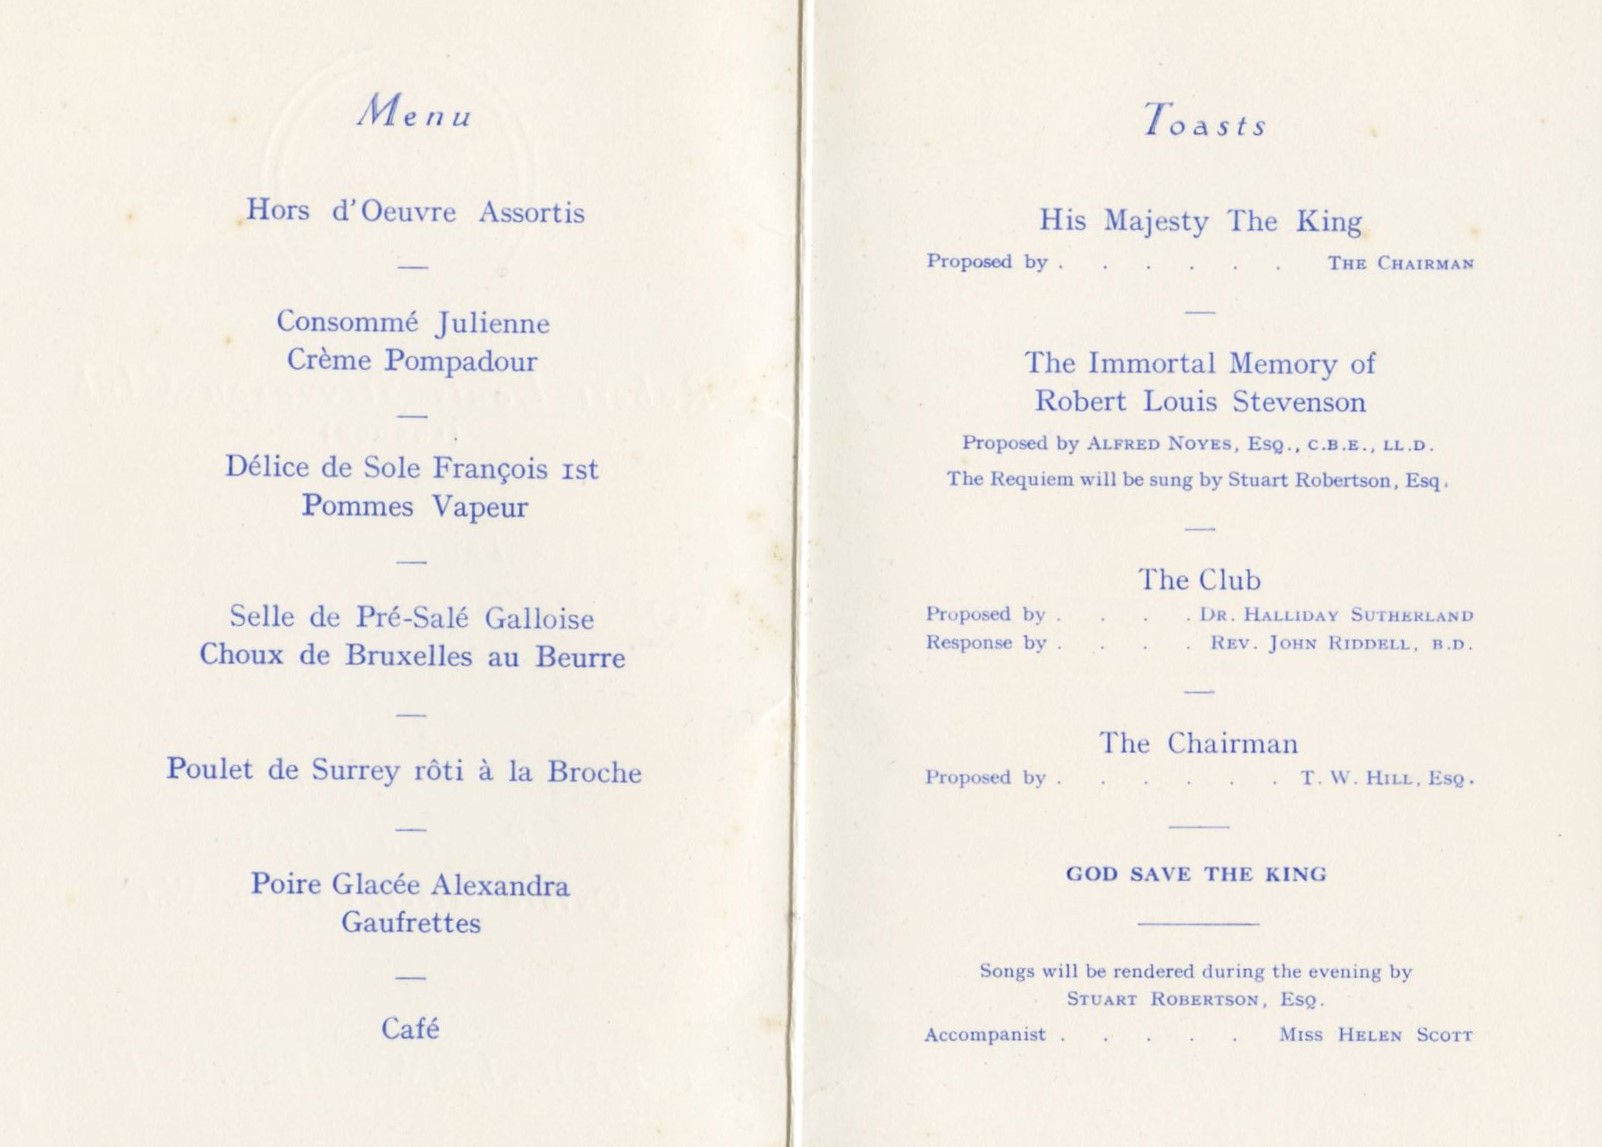 Menu
Hors d'Oeuvre Assortis
Consommé Julienne
Crème Pompadour
Délice de Sole François 1st
Pommes Vapeur
Selle de Pré-Salé Galloise
Choux de Bruxelles au Beurre
Poulet de Surrey rôti à la Broche
Poire Glacée Alexandra
Gaufrettes
Café
Toasts
His Majesty The King
Proposed by . . . . . . THE CHAIRMAN
The Immortal Memory of
Robert Louis Stevenson
Proposed by ALFRED NOYES, ESQ., C.B.E., LL.D.
The Requiem will be sung by Stuart Robertson, Esq.
The Club
Proposed by . . . . DR. HALLIDAY SUTHERLAND
Response by . . . . REV. JOHN RIDDELL, B.D.
The Chairman
Proposed by . . . . . . T. W. HILL, ESQ.
GOD SAVE THE KING
Songs will be rendered during the evening by
STUART ROBERTSON, ESQ.
Accompanist . . . . . MISS HELEN SCOTT